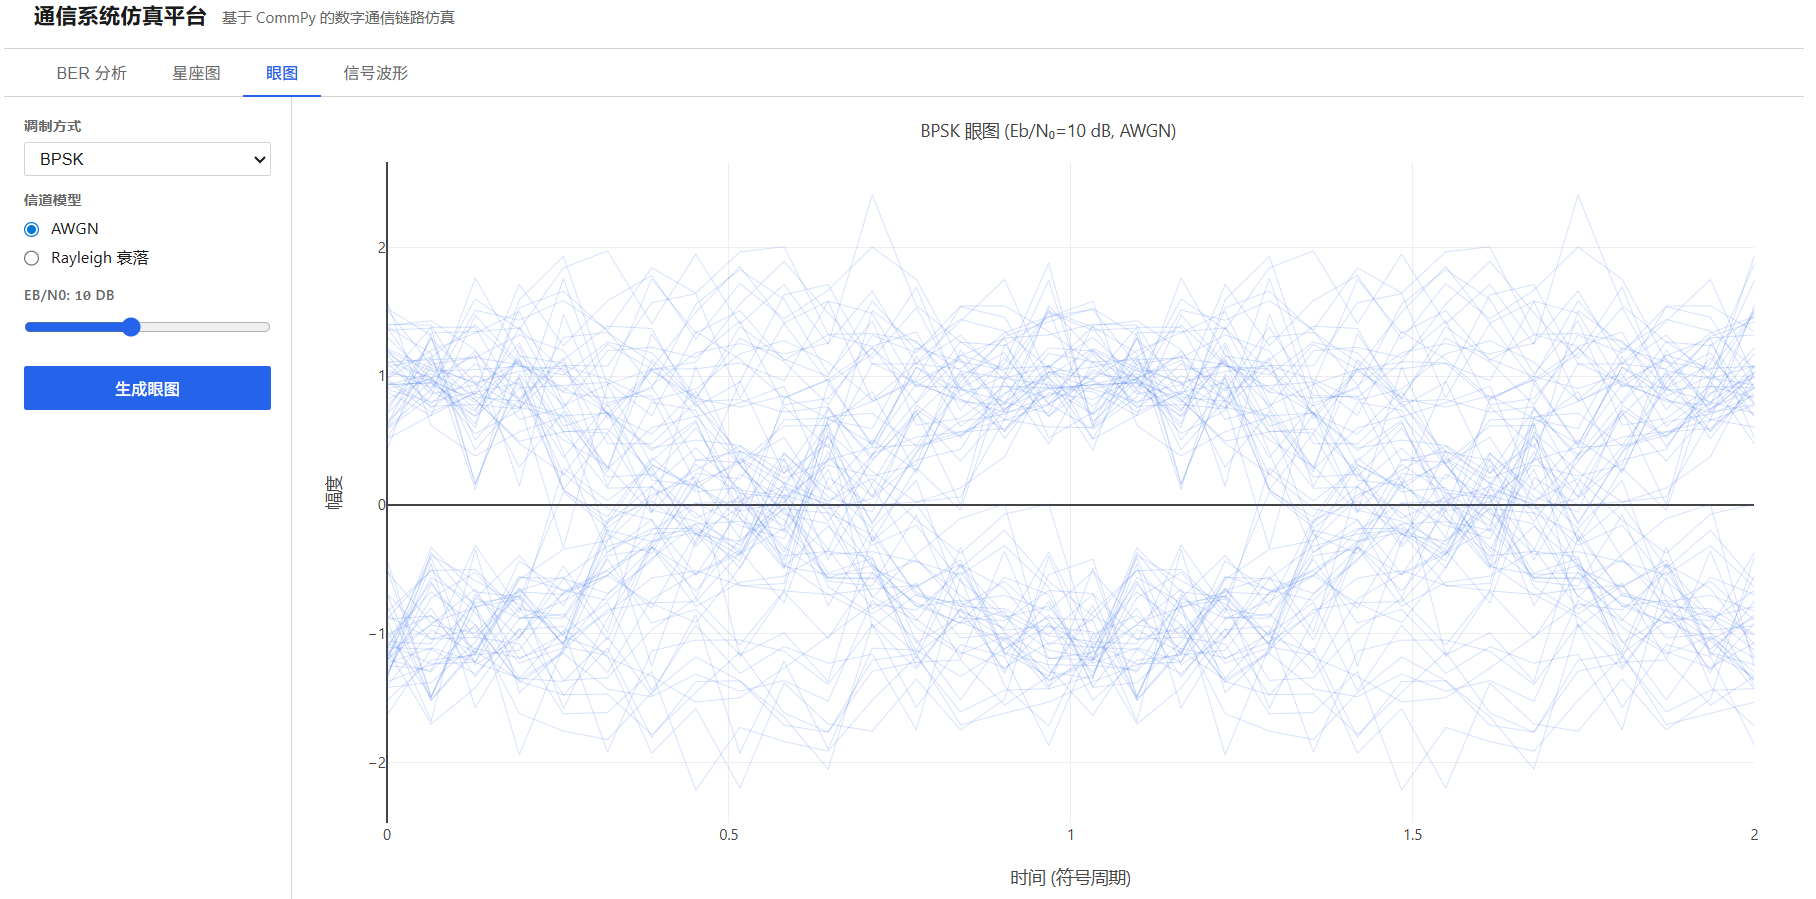 通信系统仿真平台 基于 CommPy 的数字通信链路仿真
BER 分析 星座图 眼图 信号波形
调制方式
BPSK
信道模型
AWGN
Rayleigh 衰落
EB/N0: 10 DB
生成眼图
BPSK 眼图 (Eb/N₀=10 dB, AWGN)
幅度
2
1
0
−1
−2
0 0.5 1 1.5 2
时间 (符号周期)